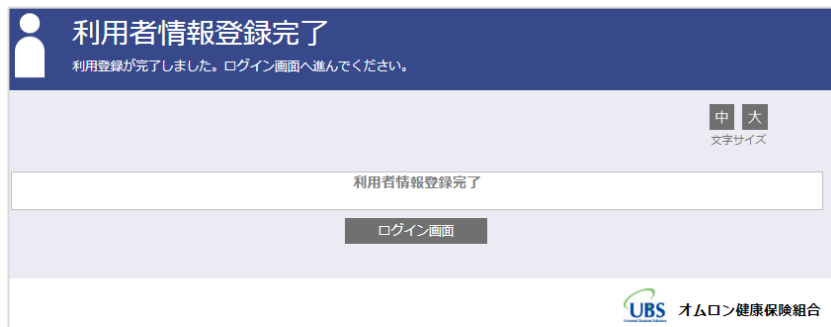 利用者情報登録完了
利用登録が完了しました。ログイン画面へ進んでください。
中 大
文字サイズ
利用者情報登録完了
ログイン画面
UBS オムロン健康保険組合